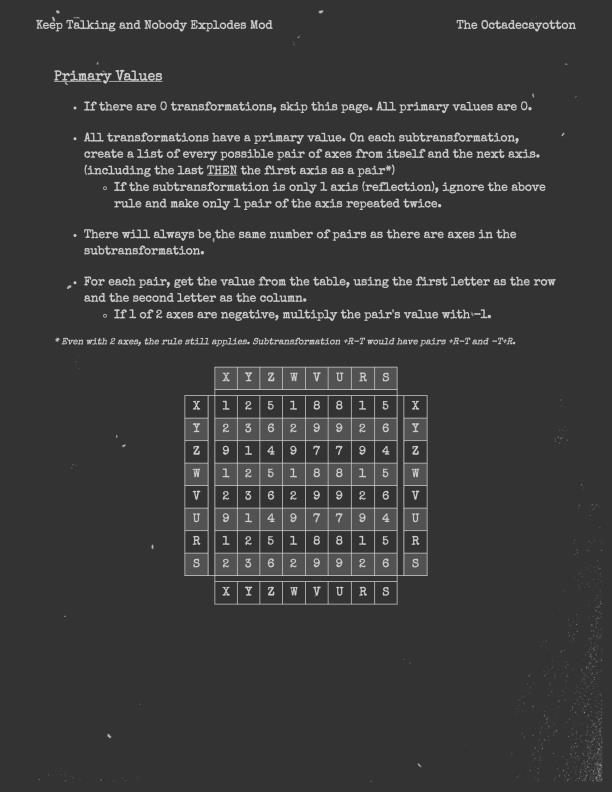 Keep Talking and Nobody Explodes Mod
The Octadecayotton
Primary Values
• If there are 0 transformations, skip this page. All primary values are 0.
• All transformations have a primary value. On each subtransformation,
create a list of every possible pair of axes from itself and the next axis.
(including the last THEN the first axis as a pair*)
○ If the subtransformation is only 1 axis (reflection), ignore the above
rule and make only 1 pair of the axis repeated twice.
• There will always be the same number of pairs as there are axes in the
subtransformation.
• For each pair, get the value from the table, using the first letter as the row
and the second letter as the column.
○ If 1 of 2 axes are negative, multiply the pair's value with -1.
* Even with 2 axes, the rule still applies. Subtransformation +R-T would have pairs +R-T and -T+R.
X Y Z W V U R S
X 1 2 5 1 8 8 1 5 X
Y 2 3 6 2 9 9 2 6 Y
Z 9 1 4 9 7 7 9 4 Z
W 1 2 5 1 8 8 1 5 W
V 2 3 6 2 9 9 2 6 V
U 9 1 4 9 7 7 9 4 U
R 1 2 5 1 8 8 1 5 R
S 2 3 6 2 9 9 2 6 S
X Y Z W V U R S